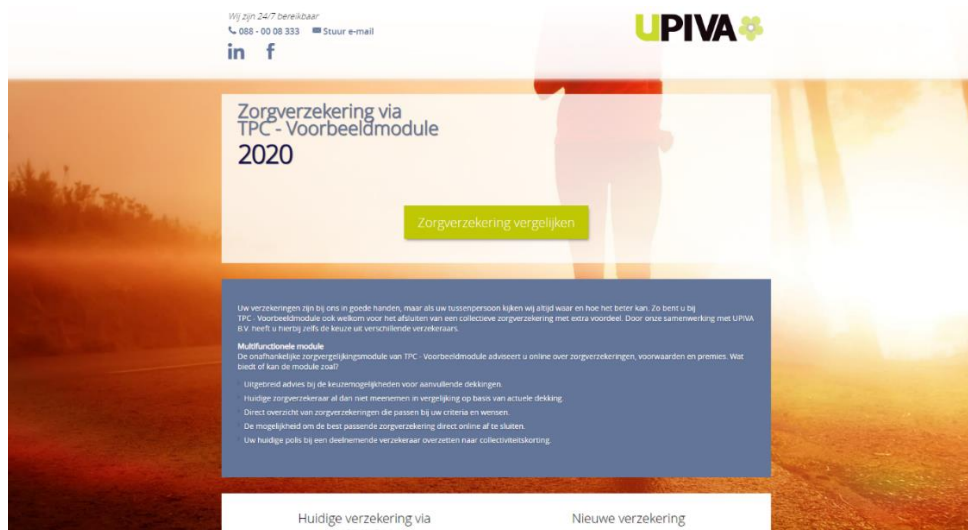 Wij zijn 24/7 bereikbaar
088 - 00 08 333 Stuur e-mail
in f
UPIVA
Zorgverzekering via
TPC - Voorbeeldmodule
2020
Zorgverzekering vergelijken
Uw verzekeringen zijn bij ons in goede handen, maar als uw tussenpersoon kijken wij altijd waar en hoe het beter kan. Zo bent u bij
TPC - Voorbeeldmodule ook welkom voor het afsluiten van een collectieve zorgverzekering met extra voordeel. Door onze samenwerking met UPIVA
B.V. heeft u hierbij zelfs de keuze uit verschillende verzekeraars.
Multifunctionele module
De onafhankelijke zorgvergelijkingsmodule van TPC - Voorbeeldmodule adviseert u online over zorgverzekeringen, voorwaarden en premies. Wat
biedt of kan de module zoal?
Uitgebreid advies bij de keuzemogelijkheden voor aanvullende dekkingen.
Huidige zorgverzekeraar al dan niet meenemen in vergelijking op basis van actuele dekking.
Direct overzicht van zorgverzekeringen die passen bij uw criteria en wensen.
De mogelijkheid om de best passende zorgverzekering direct online af te sluiten.
Uw huidige polis bij een deelnemende verzekeraar overzetten naar collectiviteitskorting.
Huidige verzekering via
Nieuwe verzekering